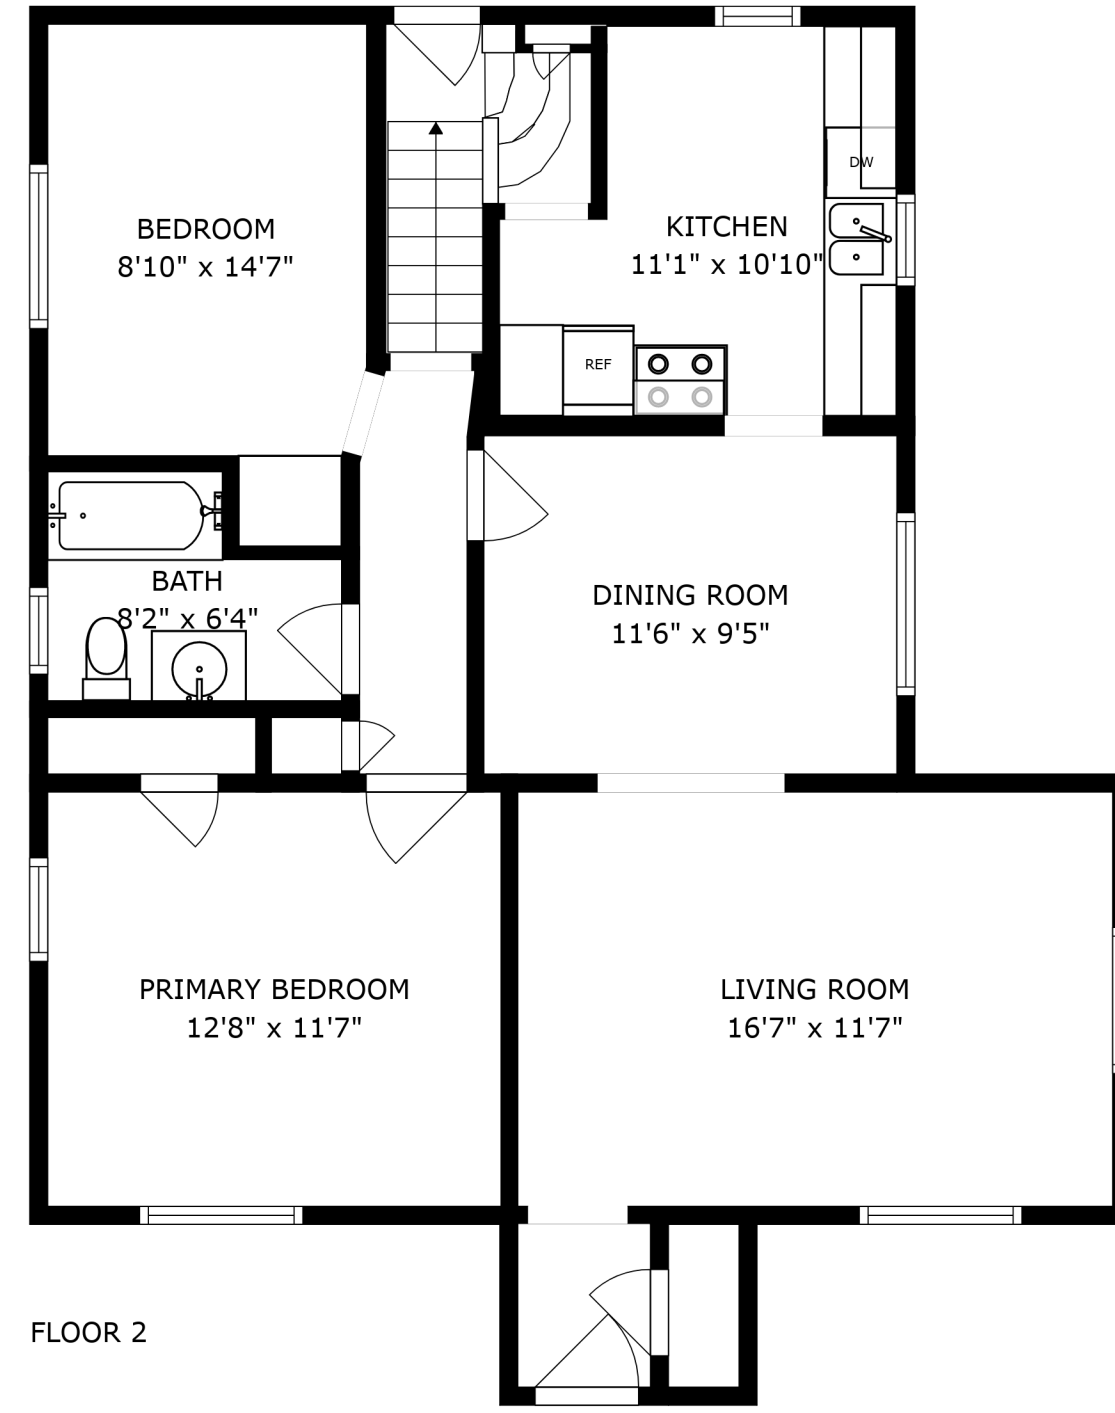 BEDROOM
8'10" x 14'7"
KITCHEN
11'1" x 10'10"
DW
REF
BATH
8'2" x 6'4"
DINING ROOM
11'6" x 9'5"
PRIMARY BEDROOM
12'8" x 11'7"
LIVING ROOM
16'7" x 11'7"
FLOOR 2